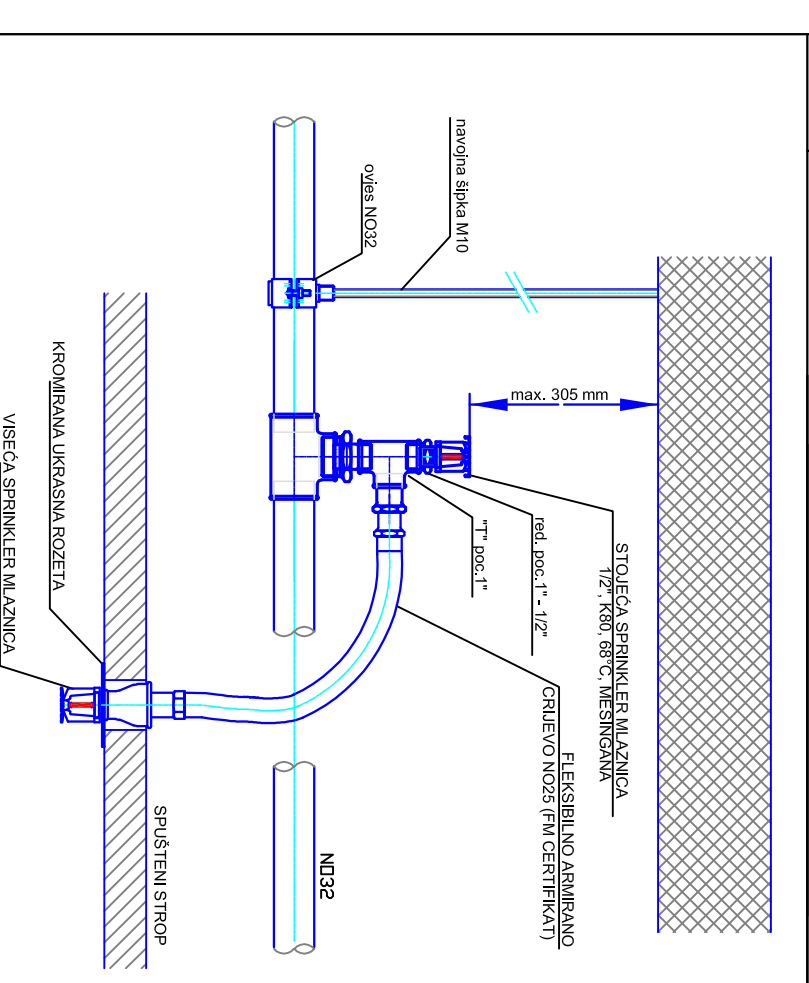 navojna šipka M10
ovjes NO32
max. 305 mm
STOJEĆA SPRINKLER MLAZNICA
1/2", K80, 68°C, MESINGANA
red. poc.1" - 1/2"
"T" poc.1"
FLEKSIBILNO ARMIRANO
CRIJEVO NO25 (FM CERTIFIKAT)
NO32
KROMIRANA UKRASNA ROZETA
VISEĆA SPRINKLER MLAZNICA
SPUŠTENI STROP